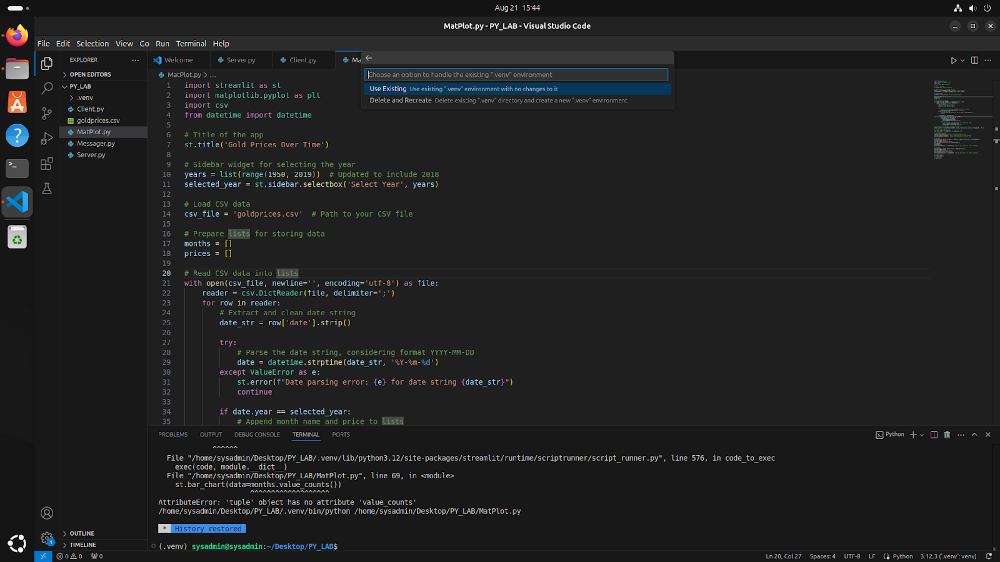 Aug 21 15:44
MatPlot.py - PY_LAB - Visual Studio Code
File Edit Selection View Go Run Terminal Help
EXPLORER
OPEN EDITORS
PY_LAB
.venv
Client.py
goldprices.csv
MatPlot.py
Messager.py
Server.py
OUTLINE
TIMELINE
Welcome Server.py Client.py Ma
MatPlot.py > ...
Choose an option to handle the existing ".venv" environment
Use Existing Use existing ".venv" environment with no changes to it
Delete and Recreate Delete existing ".venv" directory and create a new ".venv" environment
1 import streamlit as st
2 import matplotlib.pyplot as plt
3 import csv
4 from datetime import datetime
5
6 # Title of the app
7 st.title('Gold Prices Over Time')
8
9 # Sidebar widget for selecting the year
10 years = list(range(1950, 2019)) # Updated to include 2018
11 selected_year = st.sidebar.selectbox('Select Year', years)
12
13 # Load CSV data
14 csv_file = 'goldprices.csv' # Path to your CSV file
15
16 # Prepare lists for storing data
17 months = []
18 prices = []
19
20 # Read CSV data into lists
21 with open(csv_file, newline='', encoding='utf-8') as file:
22 reader = csv.DictReader(file, delimiter=';')
23 for row in reader:
24 # Extract and clean date string
25 date_str = row['date'].strip()
26
27 try:
28 # Parse the date string, considering format YYYY-MM-DD
29 date = datetime.strptime(date_str, '%Y-%m-%d')
30 except ValueError as e:
31 st.error(f"Date parsing error: {e} for date string {date_str}")
32 continue
33
34 if date.year == selected_year:
35 # Append month name and price to lists
PROBLEMS OUTPUT DEBUG CONSOLE TERMINAL PORTS
Python
^^^^^^
File "/home/sysadmin/Desktop/PY_LAB/.venv/lib/python3.12/site-packages/streamlit/runtime/scriptrunner/script_runner.py", line 576, in code_to_exec
exec(code, module.__dict__)
File "/home/sysadmin/Desktop/PY_LAB/MatPlot.py", line 69, in <module>
st.bar_chart(data=months.value_counts())
^^^^^^^^^^^^^^^^^^^
AttributeError: 'tuple' object has no attribute 'value_counts'
/home/sysadmin/Desktop/PY_LAB/.venv/bin/python /home/sysadmin/Desktop/PY_LAB/MatPlot.py
* History restored
(.venv) sysadmin@sysadmin:~/Desktop/PY_LAB$
1
0 0 0
Ln 20, Col 27 Spaces: 4 UTF-8 LF Python 3.12.3 ('.venv': venv)